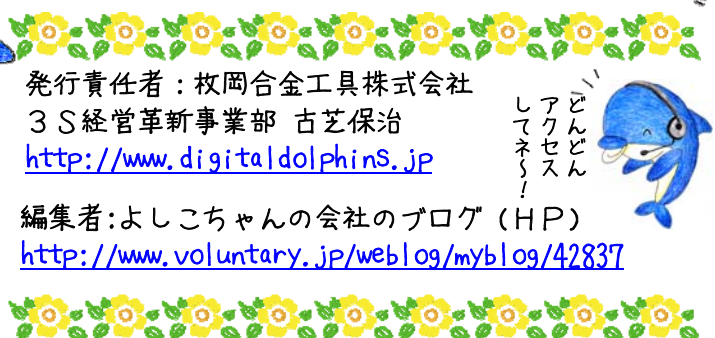 発行責任者：枚岡合金工具株式会社
３Ｓ経営革新事業部 古芝保治
http://www.digitaldolphins.jp
どんどん
アクセス
してネ～！
編集者:よしこちゃんの会社のブログ（ＨＰ）
http://www.voluntary.jp/weblog/myblog/42837